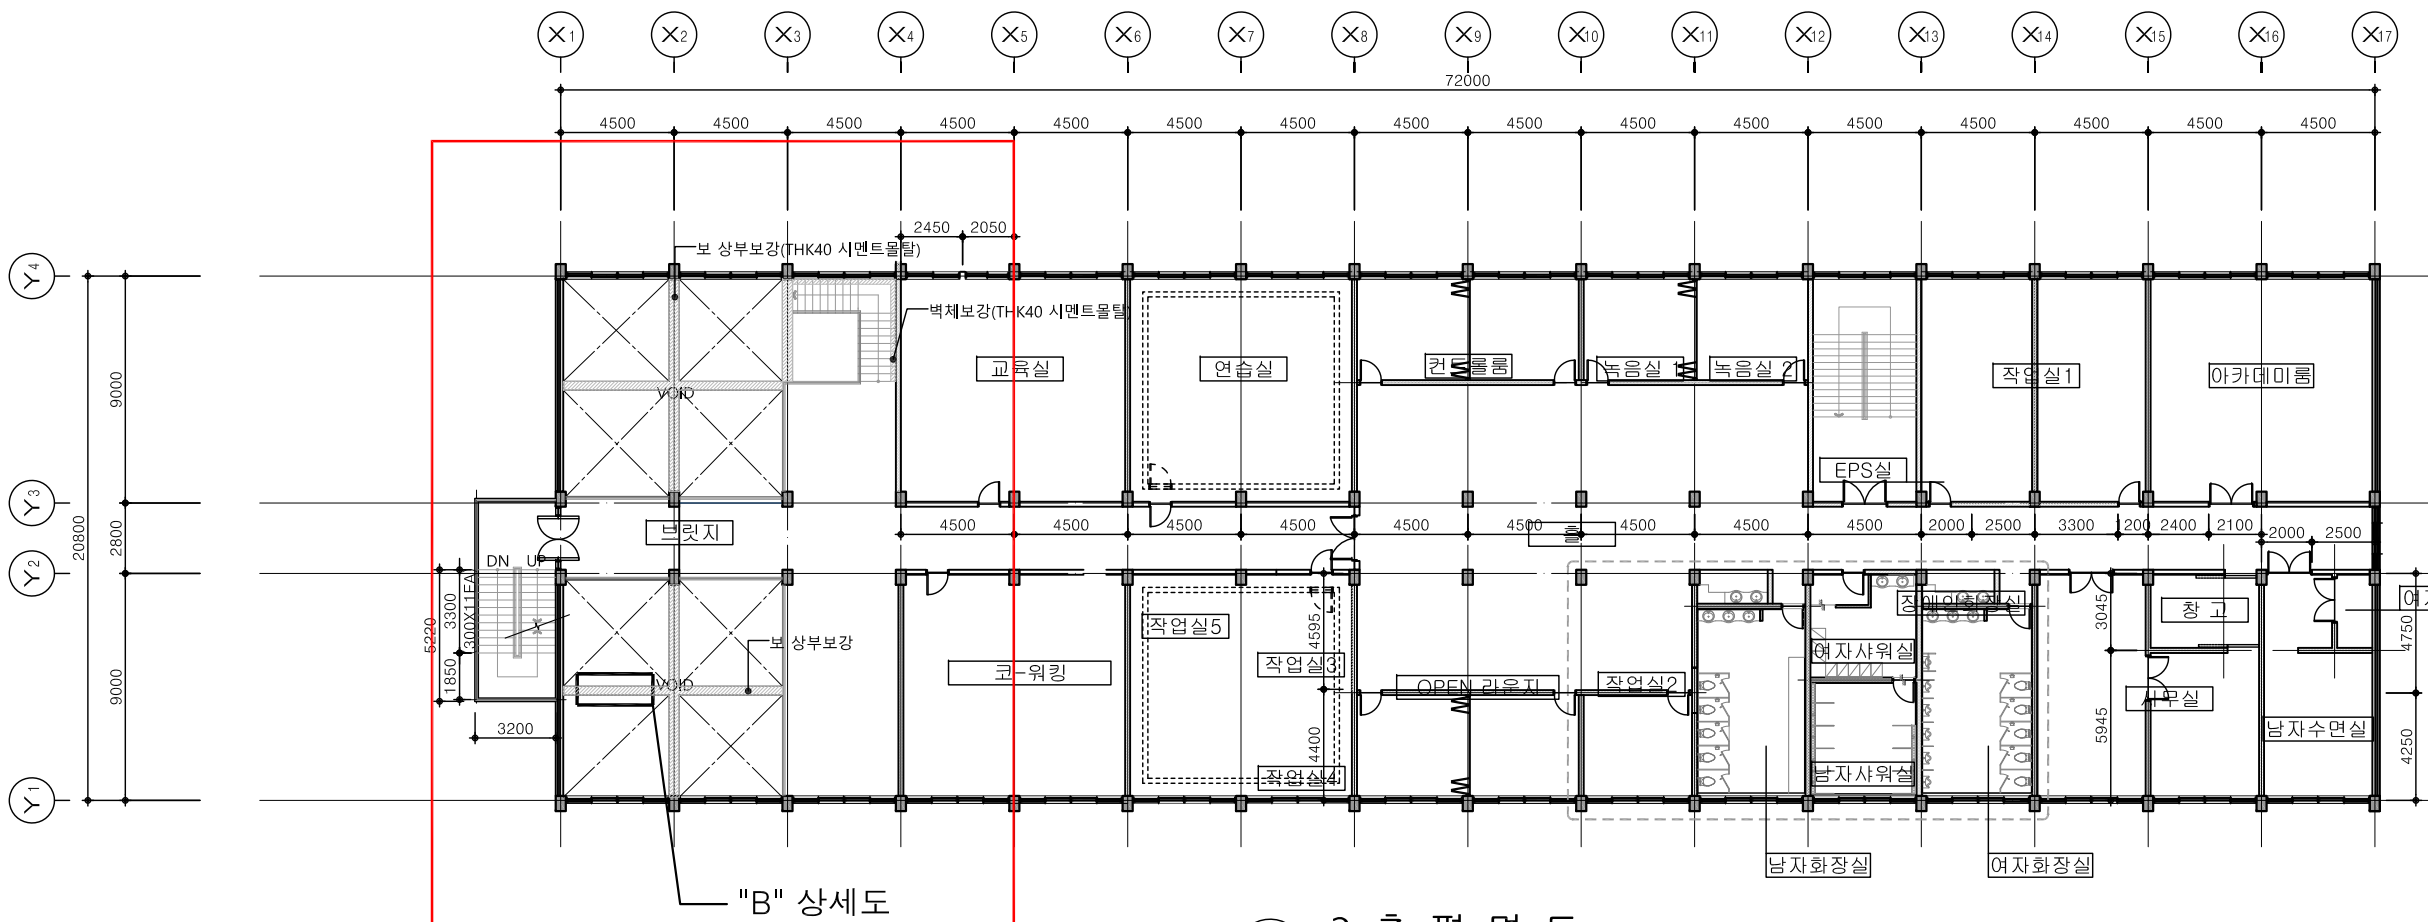 X1 X2 X3 X4 X5 X6 X7 X8 X9 X10 X11 X12 X13 X14 X15 X16 X17
72000
4500 4500 4500 4500 4500 4500 4500 4500 4500 4500 4500 4500 4500 4500 4500 4500
2450 2050
보 상부보강(THK40 시멘트몰탈)
Y4
벽체보강(THK40 시멘트몰탈)
교육실 연습실 컨트롤룸 녹음실 1 녹음실 2 작업실1 아카데미룸
9000
VOID
EPS실
Y3
20800
2800
브릿지
4500 4500 4500 4500 4500 4500 4500 4500 4500 2000 2500 3300 1200 2400 2100 2000 2500
홀
DN UP
Y2
5220
3300
300X11EA
1850
3200
9000
보 상부보강
VOID
코-워킹
작업실5
작업실3
작업실4
4595
4400
OPEN 라운지
작업실2
장애인화장실
여자샤워실
남자샤워실
3045
5945
창 고
사무실
남자수면실
4750
4250
Y1
남자화장실
여자화장실
"B" 상세도